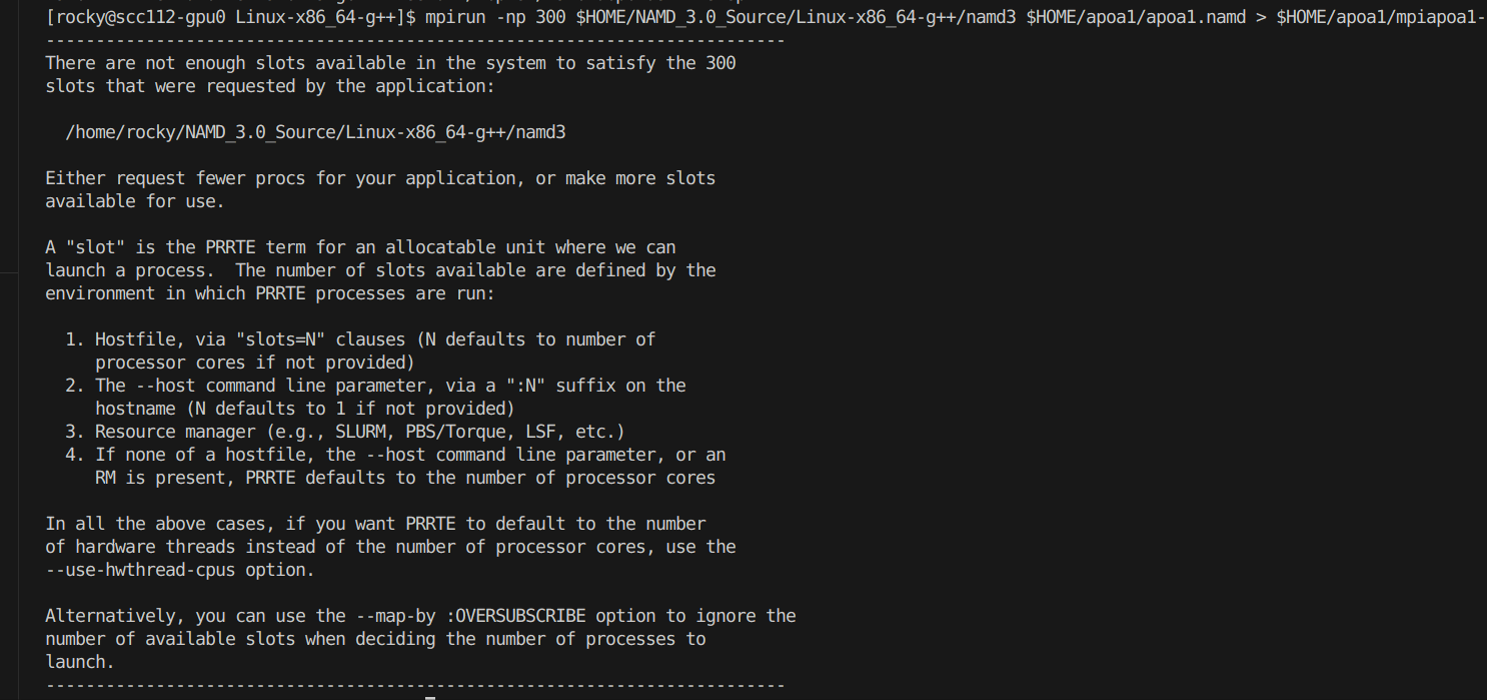 [rocky@scc112-gpu0 Linux-x86_64-g++]$ mpirun -np 300 $HOME/NAMD_3.0_Source/Linux-x86_64-g++/namd3 $HOME/apoa1/apoa1.namd > $HOME/apoa1/mpiapoa1-
--------------------------------------------------------------------------
There are not enough slots available in the system to satisfy the 300
slots that were requested by the application:
/home/rocky/NAMD_3.0_Source/Linux-x86_64-g++/namd3
Either request fewer procs for your application, or make more slots
available for use.
A "slot" is the PRRTE term for an allocatable unit where we can
launch a process.  The number of slots available are defined by the
environment in which PRRTE processes are run:
1. Hostfile, via "slots=N" clauses (N defaults to number of
processor cores if not provided)
2. The --host command line parameter, via a ":N" suffix on the
hostname (N defaults to 1 if not provided)
3. Resource manager (e.g., SLURM, PBS/Torque, LSF, etc.)
4. If none of a hostfile, the --host command line parameter, or an
RM is present, PRRTE defaults to the number of processor cores
In all the above cases, if you want PRRTE to default to the number
of hardware threads instead of the number of processor cores, use the
--use-hwthread-cpus option.
Alternatively, you can use the --map-by :OVERSUBSCRIBE option to ignore the
number of available slots when deciding the number of processes to
launch.
--------------------------------------------------------------------------